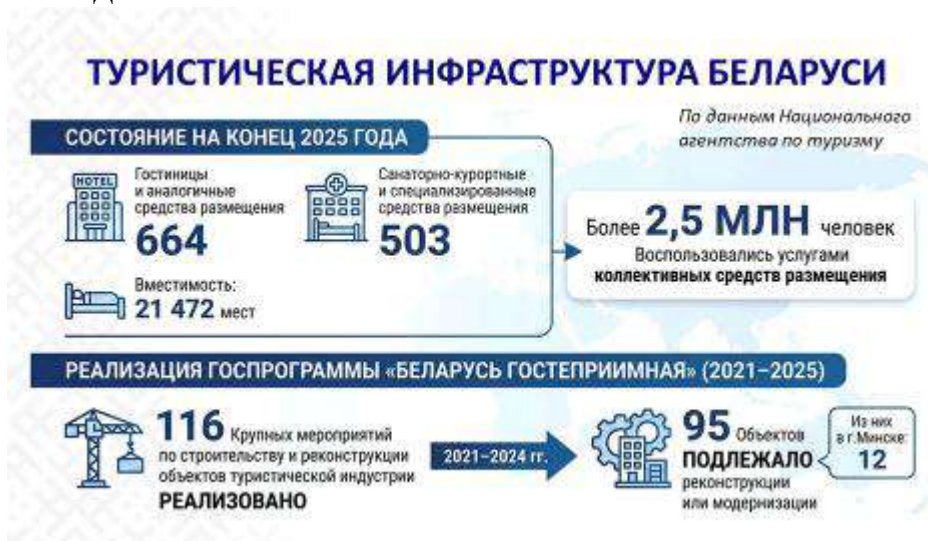 ТУРИСТИЧЕСКАЯ ИНФРАСТРУКТУРА БЕЛАРУСИ
По данным Национального
агентства по туризму
СОСТОЯНИЕ НА КОНЕЦ 2025 ГОДА
HOTEL
Гостиницы
и аналогичные
средства размещения
664
Санаторно-курортные
и специализированные
средства размещения
503
Вместимость:
21 472 мест
Более 2,5 МЛН человек
Воспользовались услугами
коллективных средств размещения
РЕАЛИЗАЦИЯ ГОСПРОГРАММЫ «БЕЛАРУСЬ ГОСТЕПРИИМНАЯ» (2021–2025)
116 Крупных мероприятий
по строительству и реконструкции
объектов туристической индустрии
РЕАЛИЗОВАНО
2021–2024 гг.
95 Объектов
ПОДЛЕЖАЛО
реконструкции
или модернизации
Из них
в г.Минске:
12